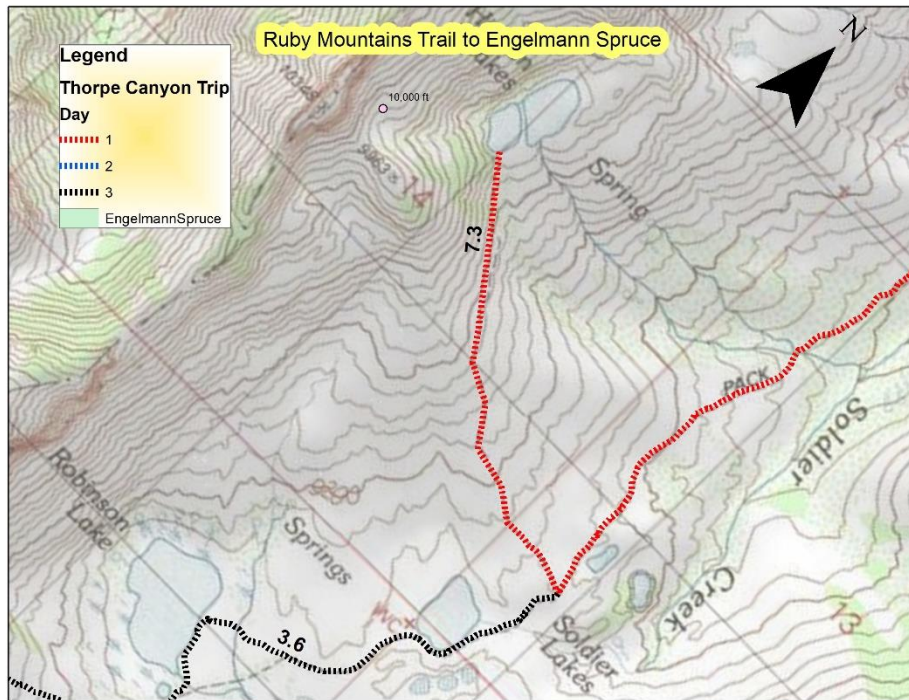 Ruby Mountains Trail to Engelmann Spruce
N
Legend
Thorpe Canyon Trip
Day
1
2
3
EngelmannSpruce
10,000 ft
Lakes
14
7.3
Spring
PACK
Soldier
Creek
13
Robinson
Lake
Springs
3.6
Soldier
Lakes